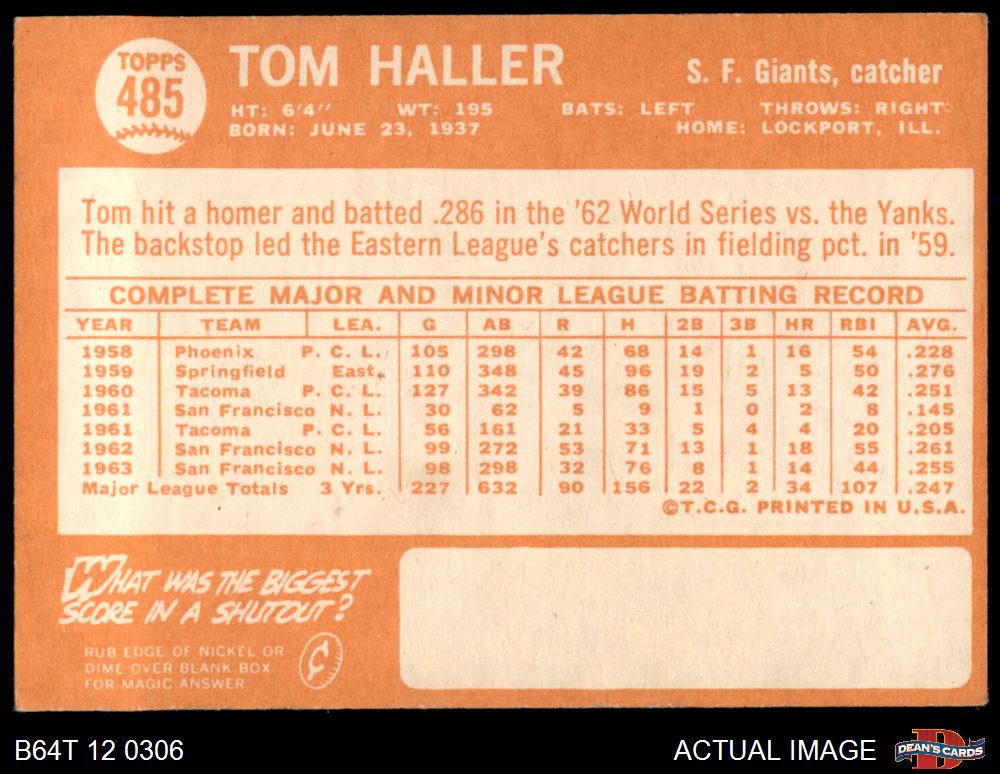 TOPPS
485
TOM HALLER
S. F. Giants, catcher
HT: 6'4" WT: 195 BATS: LEFT THROWS: RIGHT
BORN: JUNE 23, 1937 HOME: LOCKPORT, ILL.
Tom hit a homer and batted .286 in the '62 World Series vs. the Yanks.
The backstop led the Eastern League's catchers in fielding pct. in '59.
COMPLETE MAJOR AND MINOR LEAGUE BATTING RECORD
YEAR TEAM LEA. G AB R H 2B 3B HR RBI AVG.
1958 Phoenix P. C. L. 105 298 42 68 14 1 16 54 .228
1959 Springfield East. 110 348 45 96 19 2 5 50 .276
1960 Tacoma P. C. L. 127 342 39 86 15 5 13 42 .251
1961 San Francisco N. L. 30 62 5 9 1 0 2 8 .145
1961 Tacoma P. C. L. 56 161 21 33 5 4 4 20 .205
1962 San Francisco N. L. 99 272 53 71 13 1 18 55 .261
1963 San Francisco N. L. 98 298 32 76 8 1 14 44 .255
Major League Totals 3 Yrs. 227 632 90 156 22 2 34 107 .247
©T.C.G. PRINTED IN U.S.A.
WHAT WAS THE BIGGEST
SCORE IN A SHUTOUT?
RUB EDGE OF NICKEL OR
DIME OVER BLANK BOX
FOR MAGIC ANSWER
¢
B64T 12 0306
ACTUAL IMAGE
D
DEAN'S CARDS